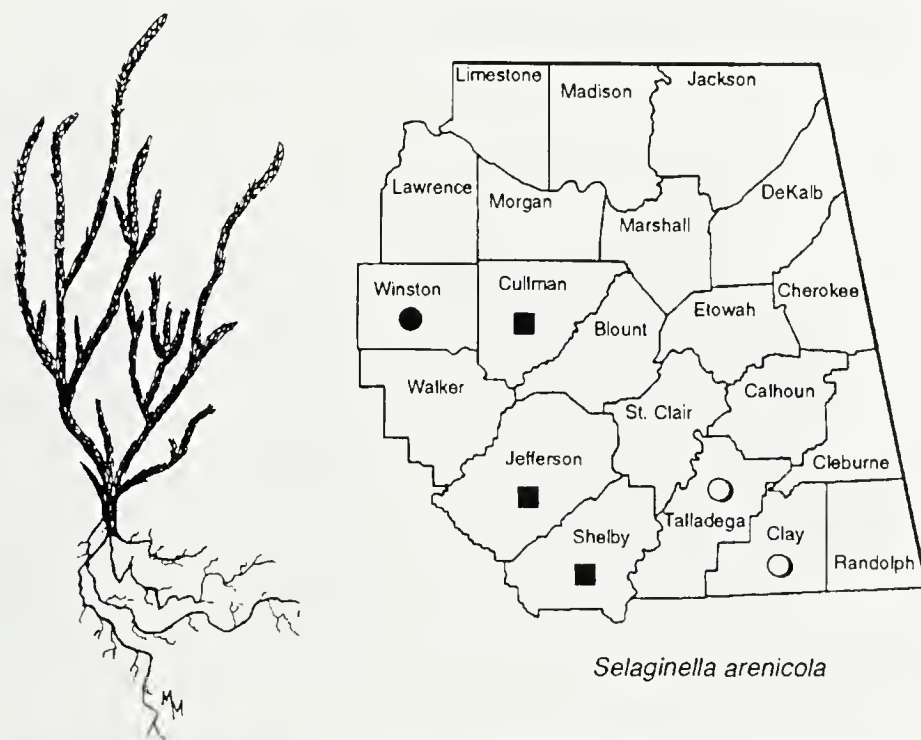 Limestone
Madison
Jackson
Lawrence
Morgan
DeKalb
Marshall
Winston
Cullman
Cherokee
Etowah
Blount
Walker
Calhoun
St. Clair
Jefferson
Cleburne
Talladega
Shelby
Clay
Randolph
Selaginella arenicola
MM